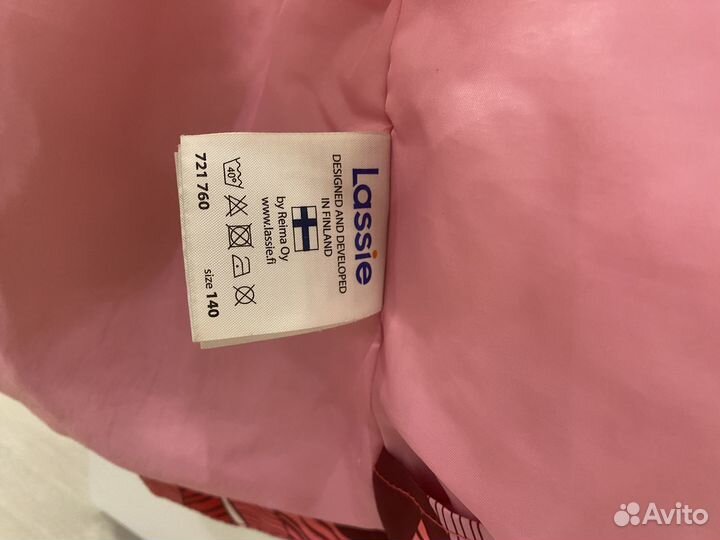 Lassie
DESIGNED AND DEVELOPED
IN FINLAND
by Reima Oy
www.lassie.fi
40°
721 760 size 140
Avito